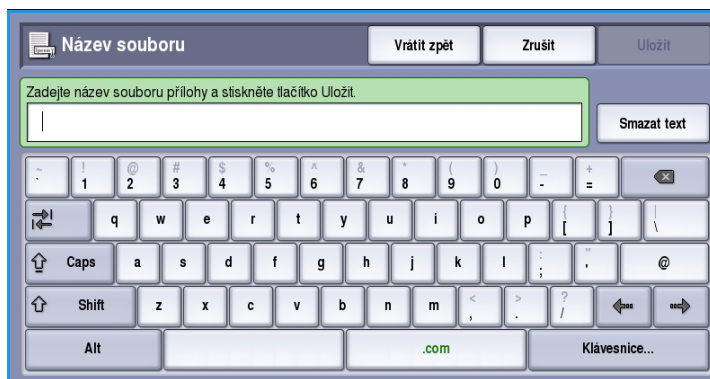 Název souboru Vrátit zpět Zrušit Uložit
Zadejte název souboru přílohy a stiskněte tlačítko Uložit.
Smazat text
~ ! @ # $ % ^ & * ( ) _ +
` 1 2 3 4 5 6 7 8 9 0 - =
q w e r t y u i o p { [ } ] | \
Caps a s d f g h j k l : ; " ' @
Shift z x c v b n m < , > . ? /
Alt .com Klávesnice...